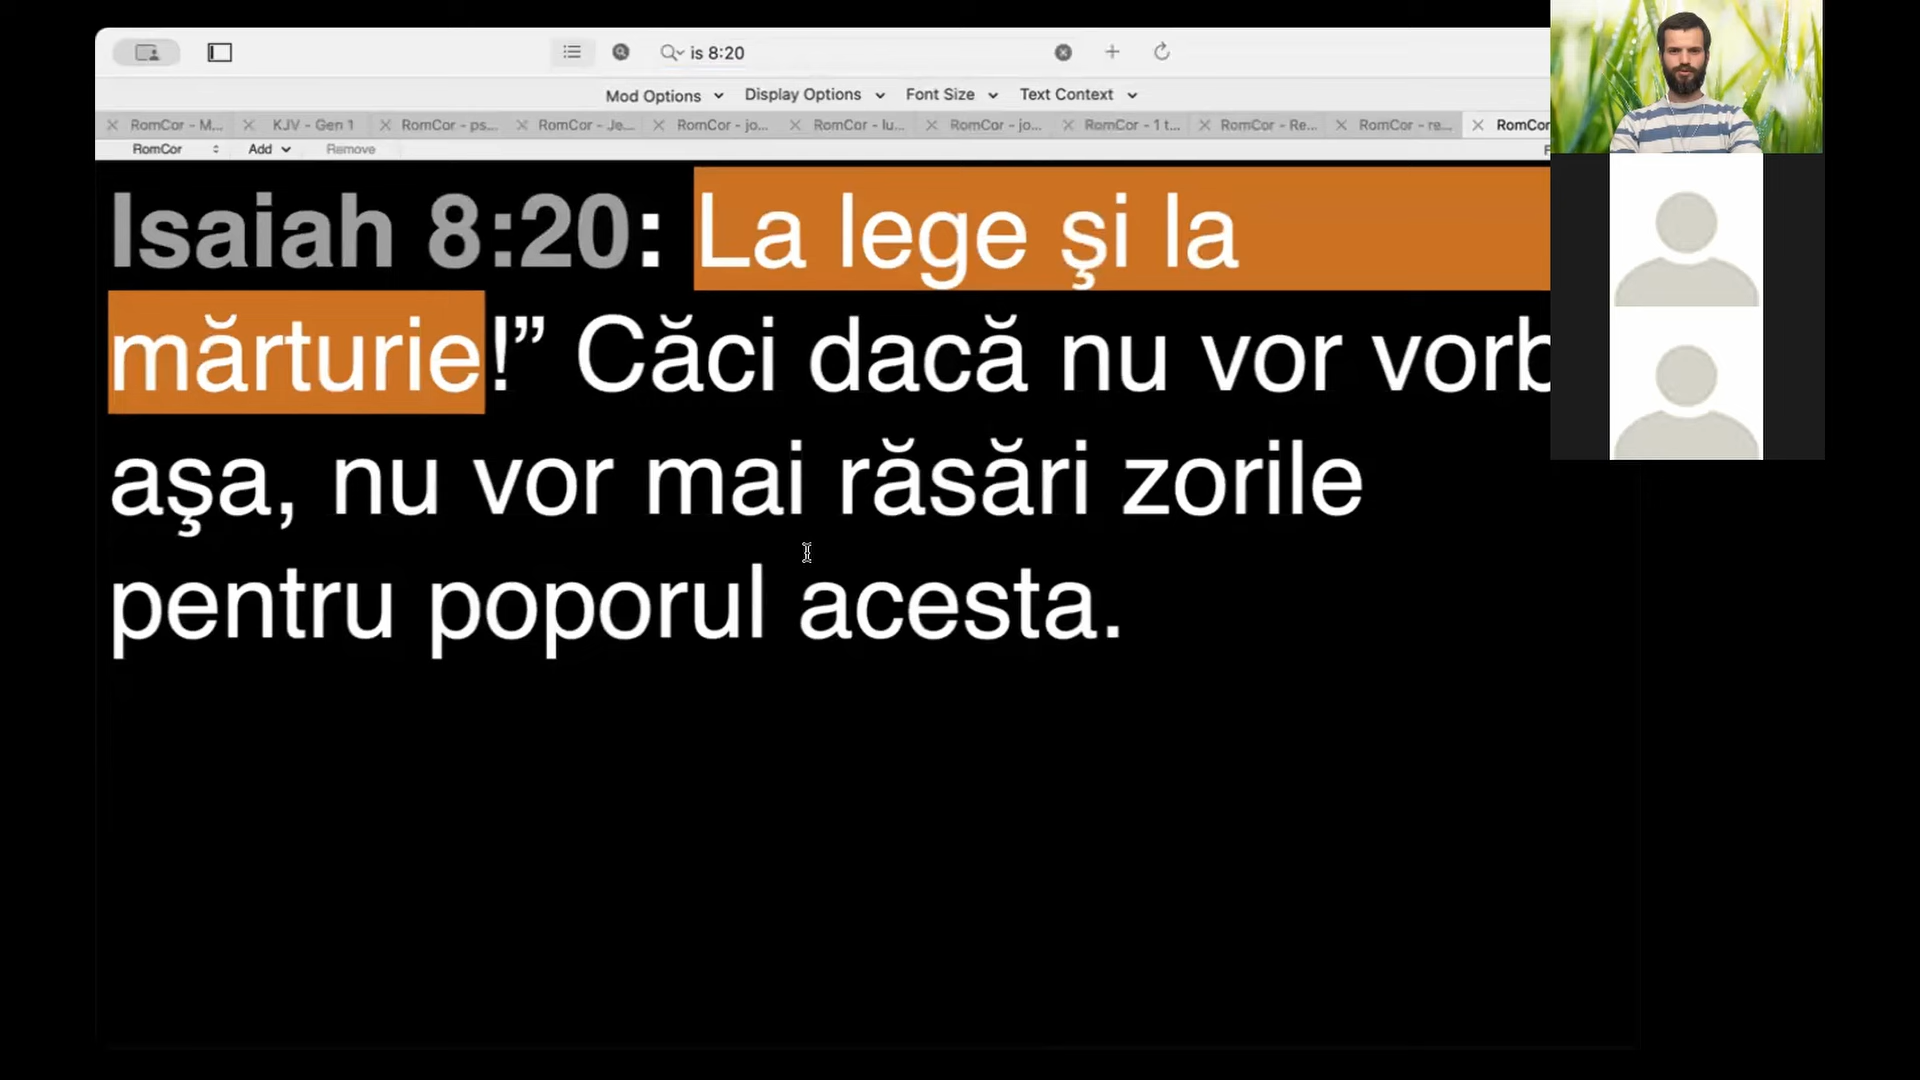 is 8:20
Mod Options Display Options Font Size Text Context
RomCor - M... KJV - Gen 1 RomCor - ps... RomCor - Je... RomCor - jo... RomCor - lu... RomCor - jo... RomCor - 1 t... RomCor - Re... RomCor - re... RomCor
RomCor Add Remove
Isaiah 8:20: La lege şi la
mărturie!” Căci dacă nu vor vorb
aşa, nu vor mai răsări zorile
pentru poporul acesta.